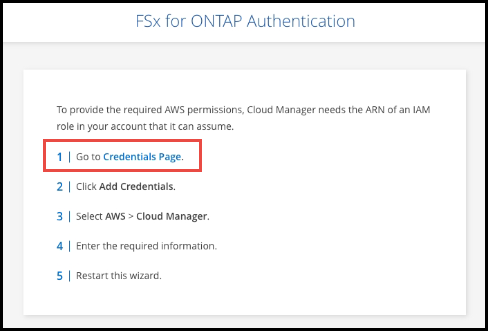 FSx for ONTAP Authentication
To provide the required AWS permissions, Cloud Manager needs the ARN of an IAM
role in your account that it can assume.
1 | Go to Credentials Page.
2 | Click Add Credentials.
3 | Select AWS > Cloud Manager.
4 | Enter the required information.
5 | Restart this wizard.